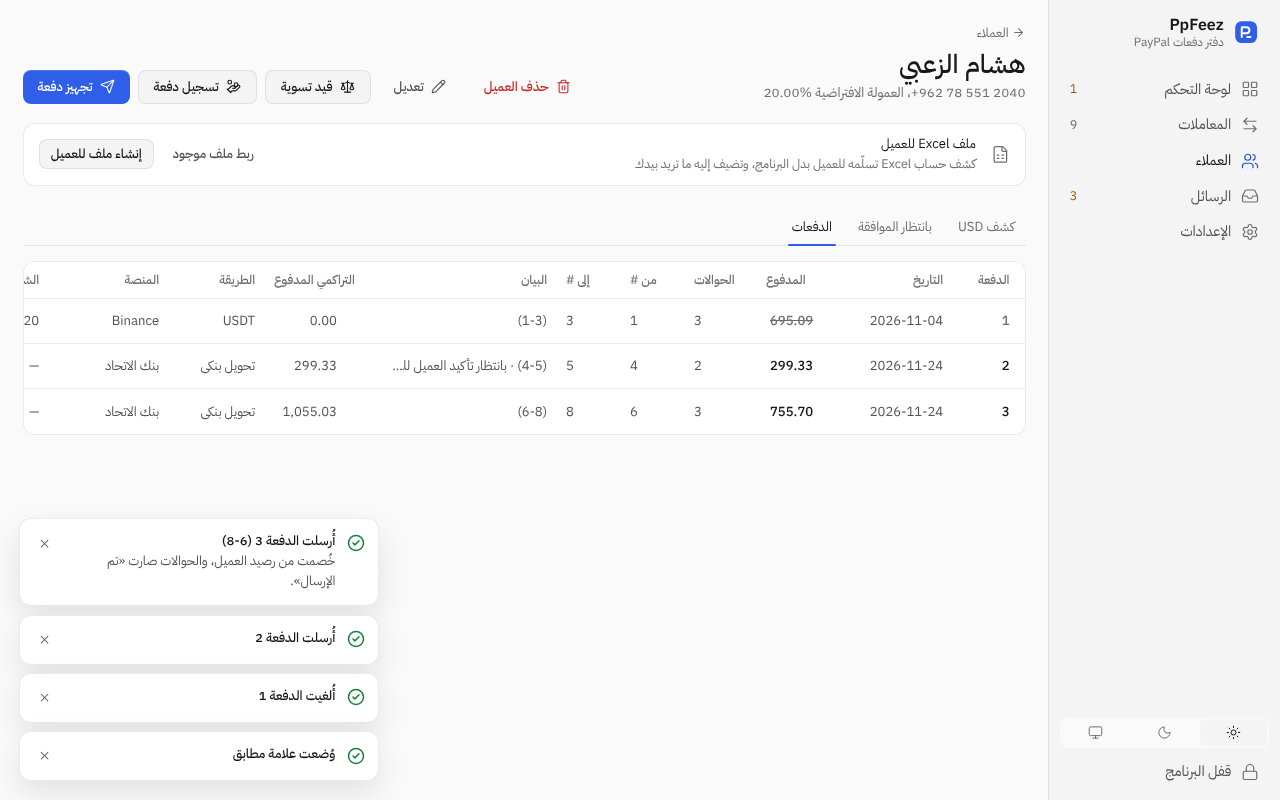 PpFeez
دفتر دفعات PayPal
لوحة التحكم 1
المعاملات 9
العملاء
الرسائل 3
الإعدادات
قفل البرنامج
العملاء
هشام الزعبي
+962 78 551 2040، العمولة الافتراضية 20.00%
حذف العميل
تعديل
قيد تسوية
تسجيل دفعة
تجهيز دفعة
ملف Excel للعميل
كشف حساب Excel تسلّمه للعميل بدل البرنامج، وتضيف إليه ما تريد بيدك
ربط ملف موجود
إنشاء ملف للعميل
كشف USD
بانتظار الموافقة
الدفعات
الدفعة التاريخ المدفوع الحوالات من # إلى # البيان التراكمي المدفوع الطريقة المنصة
1 2026-11-04 695.09 3 1 3 (1-3) 0.00 USDT Binance 20
2 2026-11-24 299.33 2 4 5 (4-5) · بانتظار تأكيد العميل للـ... 299.33 تحويل بنكي بنك الاتحاد —
3 2026-11-24 755.70 3 6 8 (6-8) 1,055.03 تحويل بنكي بنك الاتحاد —
أُرسلت الدفعة 3 (6-8)
خُصمت من رصيد العميل، والحوالات صارت «تم
الإرسال».
أُرسلت الدفعة 2
أُلغيت الدفعة 1
وُضعت علامة مطابق